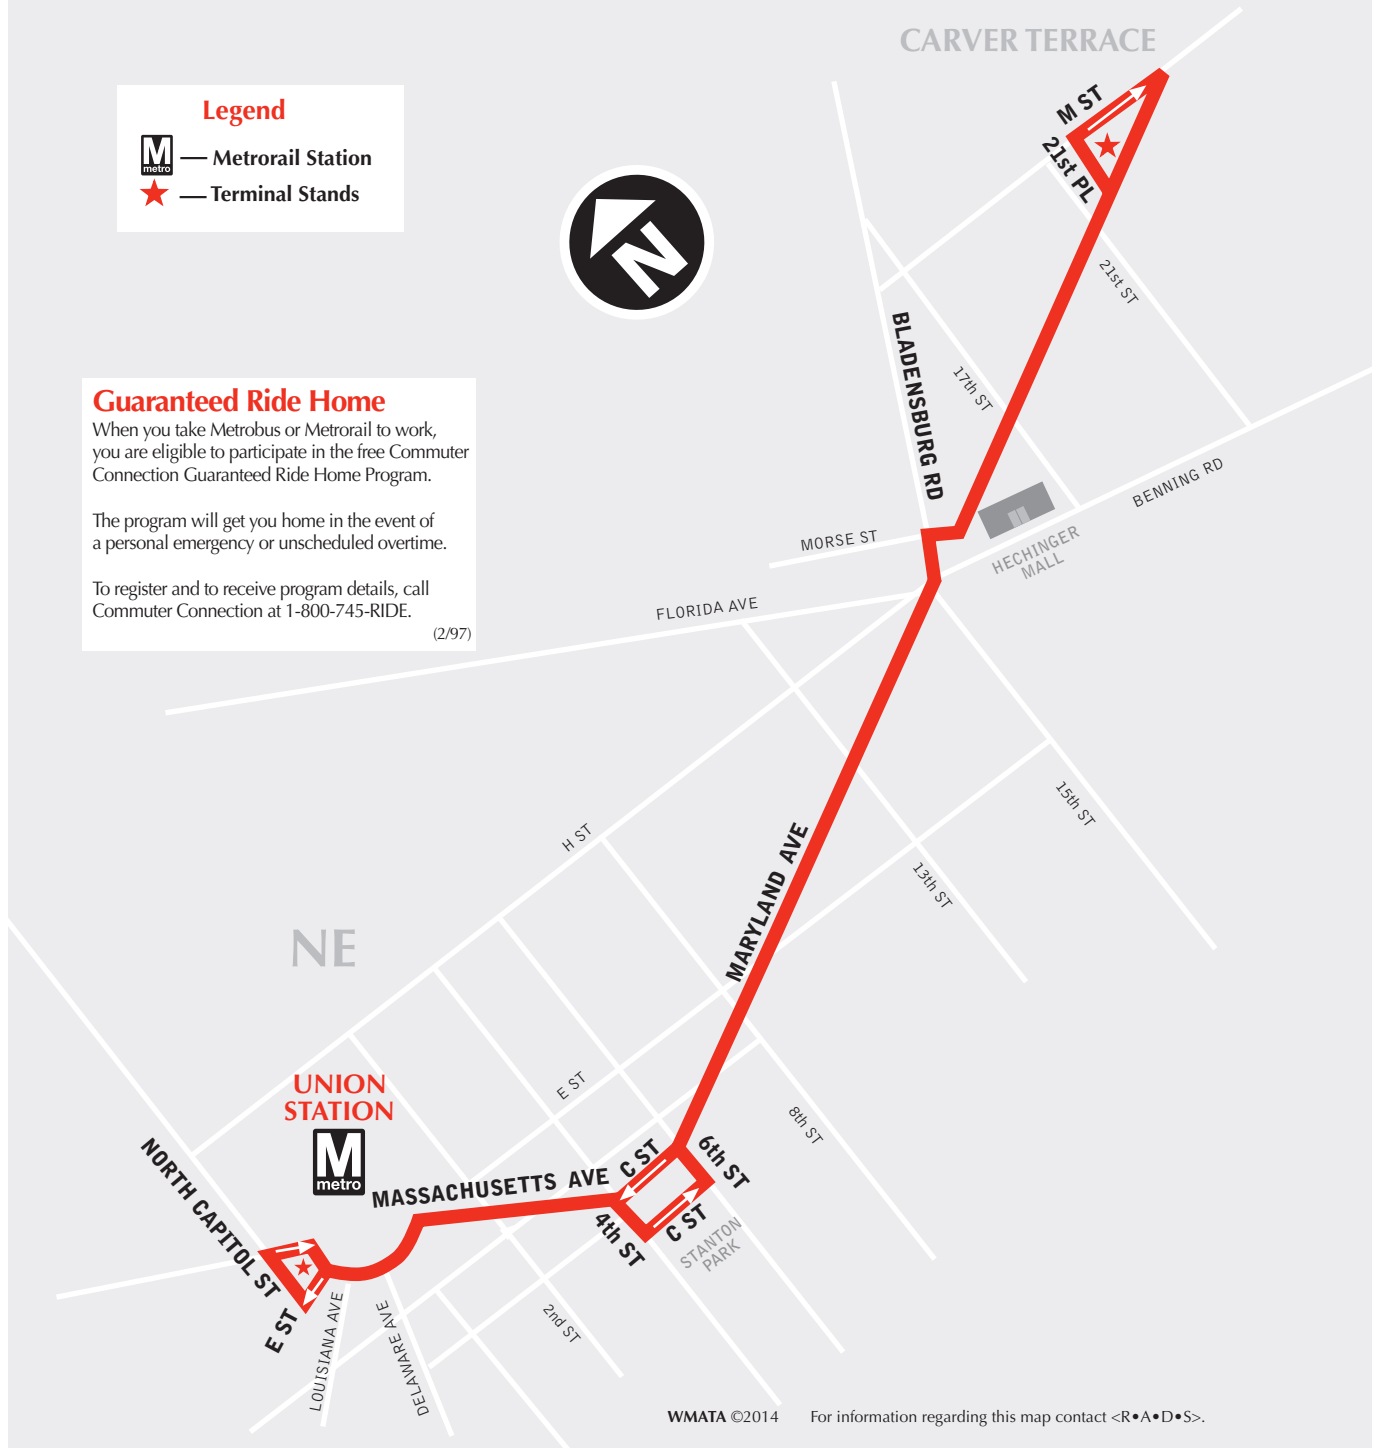 CARVER TERRACE
Legend
M
metro
— Metrorail Station
— Terminal Stands
M ST
21st PL
N
21st ST
BLADENSBURG RD
17th ST
Guaranteed Ride Home
When you take Metrobus or Metrorail to work,
you are eligible to participate in the free Commuter
Connection Guaranteed Ride Home Program.
The program will get you home in the event of
a personal emergency or unscheduled overtime.
To register and to receive program details, call
Commuter Connection at 1-800-745-RIDE.
(2/97)
BENNING RD
MORSE ST
HECHINGER
MALL
FLORIDA AVE
15th ST
H ST
MARYLAND AVE
13th ST
NE
UNION
STATION
M
metro
E ST
8th ST
NORTH CAPITOL ST
MASSACHUSETTS AVE
C ST
6th ST
4th ST
C ST
STANTON
PARK
E ST
LOUISIANA AVE
DELAWARE AVE
2nd ST
WMATA ©2014 For information regarding this map contact <R•A•D•S>.